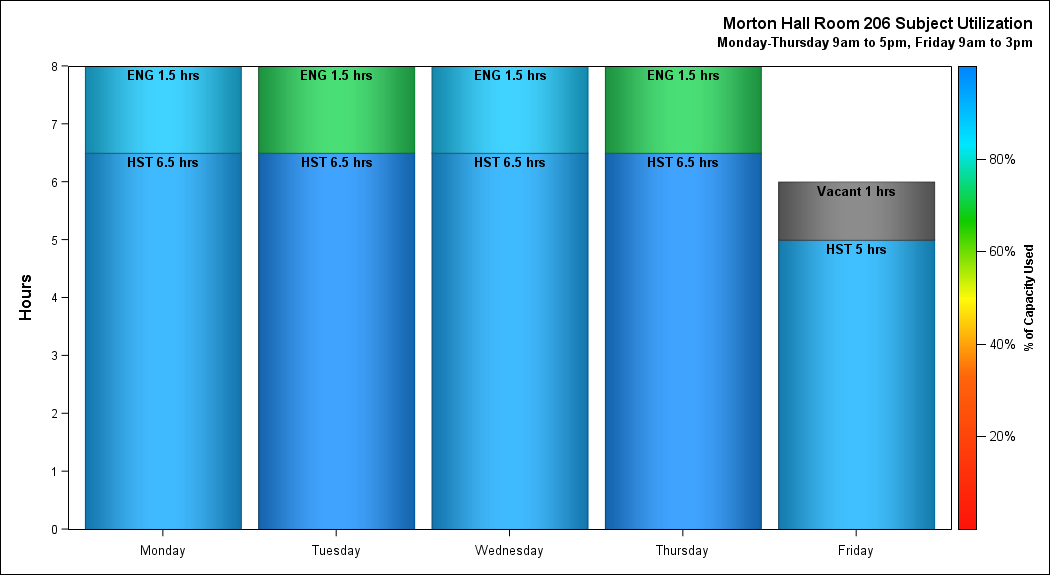 Morton Hall Room 206 Subject Utilization
Monday-Thursday 9am to 5pm, Friday 9am to 3pm
Hours
8
7
6
5
4
3
2
1
0
ENG 1.5 hrs
ENG 1.5 hrs
ENG 1.5 hrs
ENG 1.5 hrs
HST 6.5 hrs
HST 6.5 hrs
HST 6.5 hrs
HST 6.5 hrs
Vacant 1 hrs
HST 5 hrs
Monday
Tuesday
Wednesday
Thursday
Friday
80%
60%
40%
20%
% of Capacity Used